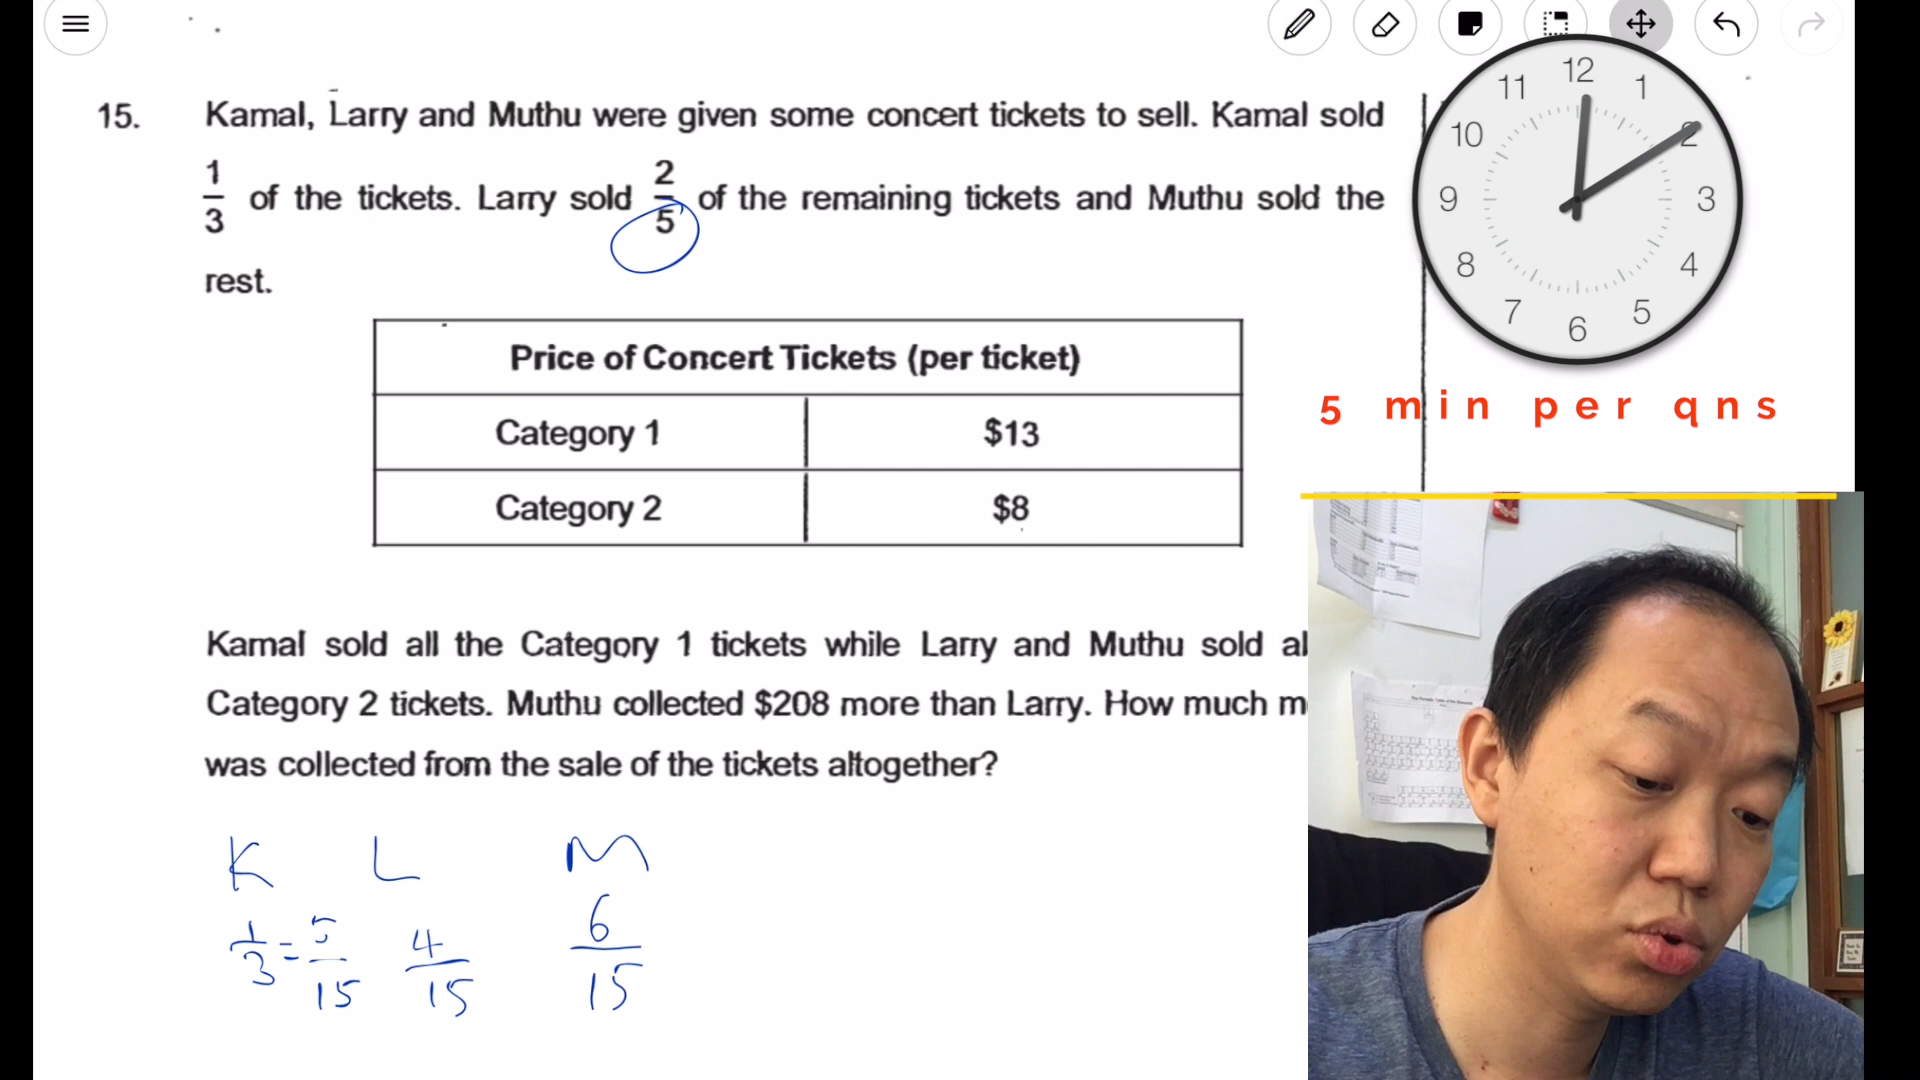 15. Kamal, Larry and Muthu were given some concert tickets to sell. Kamal sold
1/3 of the tickets. Larry sold 2/5 of the remaining tickets and Muthu sold the
rest.
Price of Concert Tickets (per ticket)
Category 1 $13
Category 2 $8
Kamal sold all the Category 1 tickets while Larry and Muthu sold al
Category 2 tickets. Muthu collected $208 more than Larry. How much m
was collected from the sale of the tickets altogether?
K L M
1/3 = 5/15 4/15 6/15
12
11 1
10 2
9 3
8 4
7 5
6
5 min per qns